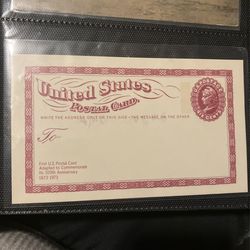 United States
POSTAL CARD.
WRITE THE ADDRESS ONLY ON THIS SIDE - THE MESSAGE ON THE OTHER
To
First U.S. Postal Card
Adapted to Commemorate
its 100th Anniversary
1873-1973